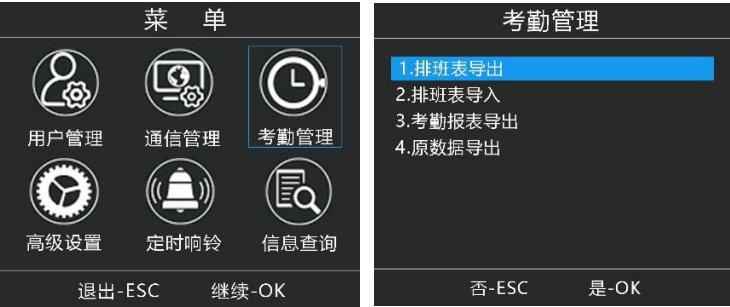 菜 单
用户管理 通信管理 考勤管理
高级设置 定时响铃 信息查询
退出-ESC 继续-OK
考勤管理
1.排班表导出
2.排班表导入
3.考勤报表导出
4.原数据导出
否-ESC 是-OK